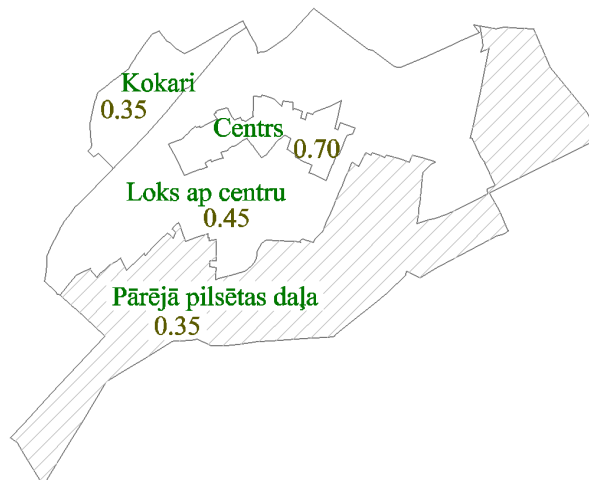 Kokari
0.35
Centrs
0.70
Loks ap centru
0.45
Pārējā pilsētas daļa
0.35